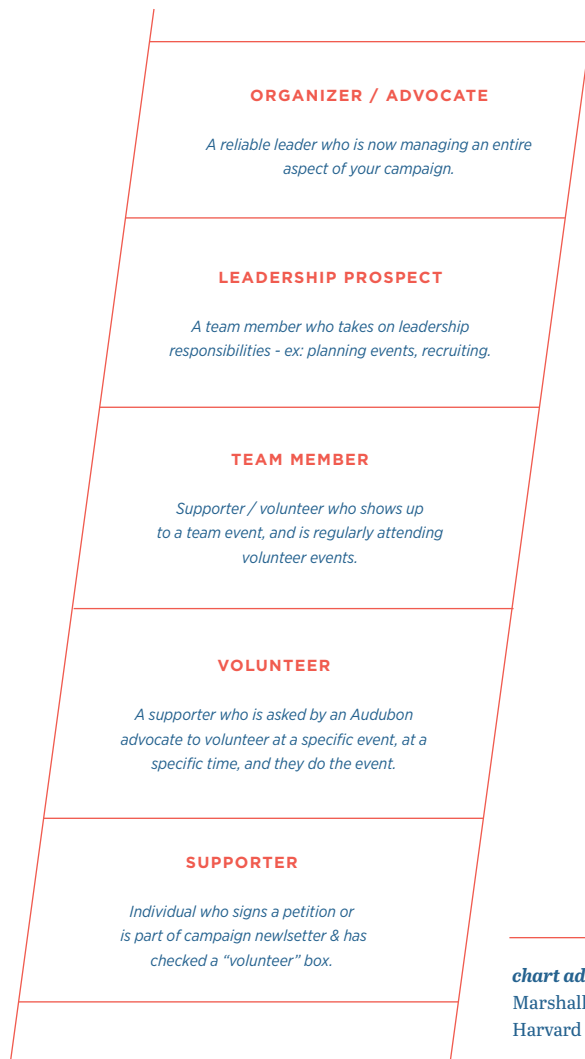 ORGANIZER / ADVOCATE
A reliable leader who is now managing an entire
aspect of your campaign.
LEADERSHIP PROSPECT
A team member who takes on leadership
responsibilities - ex: planning events, recruiting.
TEAM MEMBER
Supporter / volunteer who shows up
to a team event, and is regularly attending
volunteer events.
VOLUNTEER
A supporter who is asked by an Audubon
advocate to volunteer at a specific event, at a
specific time, and they do the event.
SUPPORTER
Individual who signs a petition or
is part of campaign newlsetter & has
checked a “volunteer” box.
chart ad
Marshall
Harvard